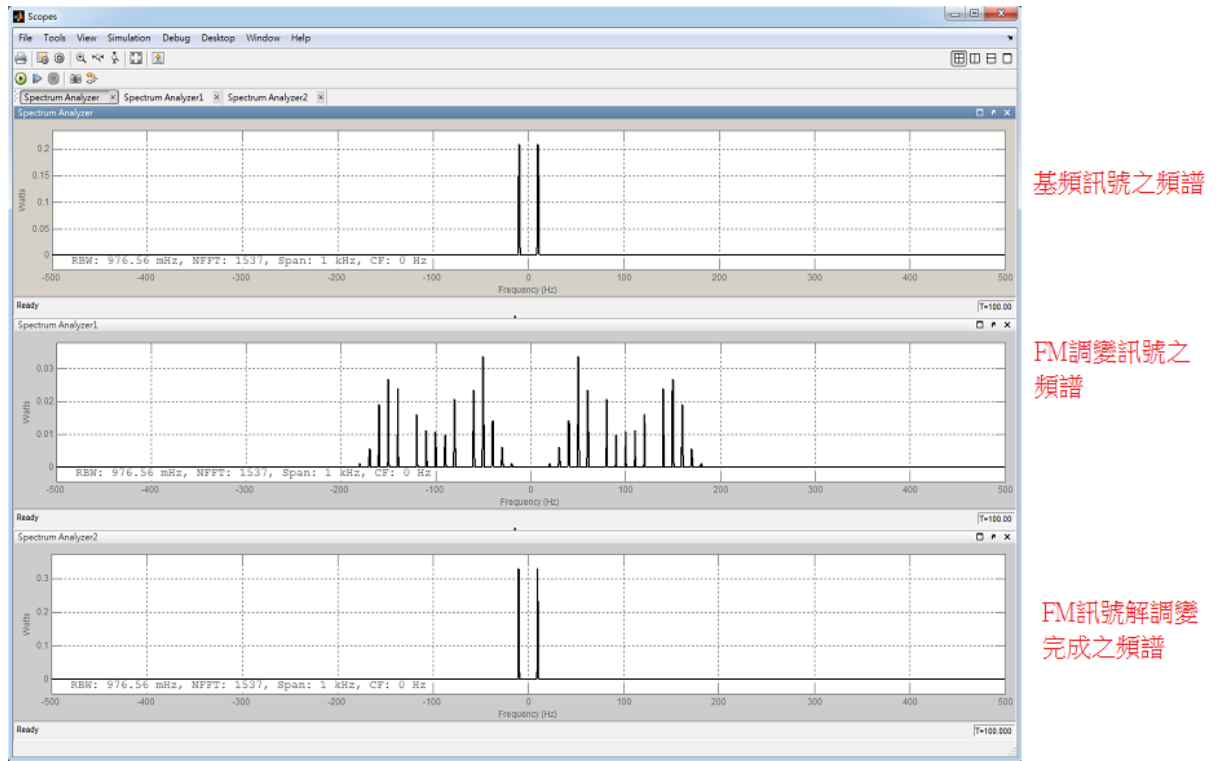 Scopes
File Tools View Simulation Debug Desktop Window Help
Spectrum Analyzer Spectrum Analyzer1 Spectrum Analyzer2
Spectrum Analyzer
0.2
0.15
0.1
0.05
0
Watts
RBW: 976.56 mHz, NFFT: 1537, Span: 1 kHz, CF: 0 Hz
-500 -400 -300 -200 -100 0 100 200 300 400 500
Frequency (Hz)
Ready T=100.00
基頻訊號之頻譜
Spectrum Analyzer1
0.03
0.02
0.01
0
Watts
RBW: 976.56 mHz, NFFT: 1537, Span: 1 kHz, CF: 0 Hz
-500 -400 -300 -200 -100 0 100 200 300 400 500
Frequency (Hz)
Ready T=100.00
FM調變訊號之
頻譜
Spectrum Analyzer2
0.3
0.2
0.1
0
Watts
RBW: 976.56 mHz, NFFT: 1537, Span: 1 kHz, CF: 0 Hz
-500 -400 -300 -200 -100 0 100 200 300 400 500
Frequency (Hz)
Ready T=100.000
FM訊號解調變
完成之頻譜